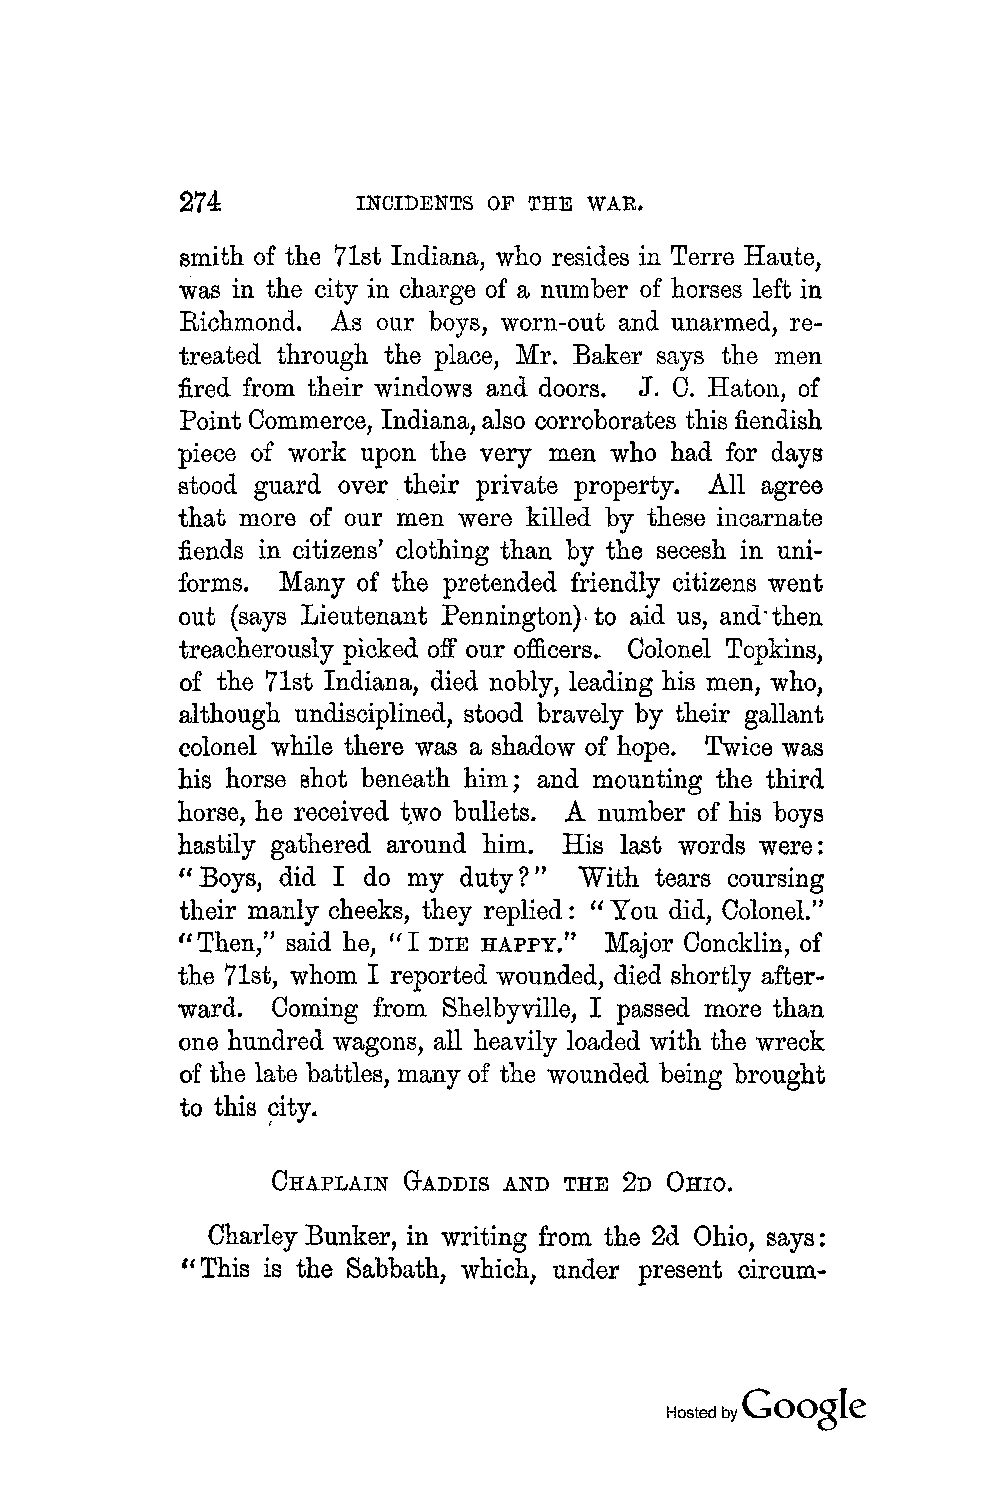 274 INCIDENTS OF THE WAR.
smith of the 71st Indiana, who resides in Terre Haute,
was in the city in charge of a number of horses left in
Richmond. As our boys, worn-out and unarmed, re-
treated through the place, Mr. Baker says the men
fired from their windows and doors. J. C. Haton, of
Point Commerce, Indiana, also corroborates this fiendish
piece of work upon the very men who had for days
stood guard over their private property. All agree
that more of our men were killed by these incarnate
fiends in citizens' clothing than by the secesh in uni-
forms. Many of the pretended friendly citizens went
out (says Lieutenant Pennington) to aid us, and then
treacherously picked off our officers. Colonel Topkins,
of the 71st Indiana, died nobly, leading his men, who,
although undisciplined, stood bravely by their gallant
colonel while there was a shadow of hope. Twice was
his horse shot beneath him; and mounting the third
horse, he received two bullets. A number of his boys
hastily gathered around him. His last words were:
"Boys, did I do my duty?" With tears coursing
their manly cheeks, they replied: "You did, Colonel."
"Then," said he, "I DIE HAPPY." Major Concklin, of
the 71st, whom I reported wounded, died shortly after-
ward. Coming from Shelbyville, I passed more than
one hundred wagons, all heavily loaded with the wreck
of the late battles, many of the wounded being brought
to this city.
CHAPLAIN GADDIS AND THE 2D OHIO.
Charley Bunker, in writing from the 2d Ohio, says:
"This is the Sabbath, which, under present circum-
Hosted by Google